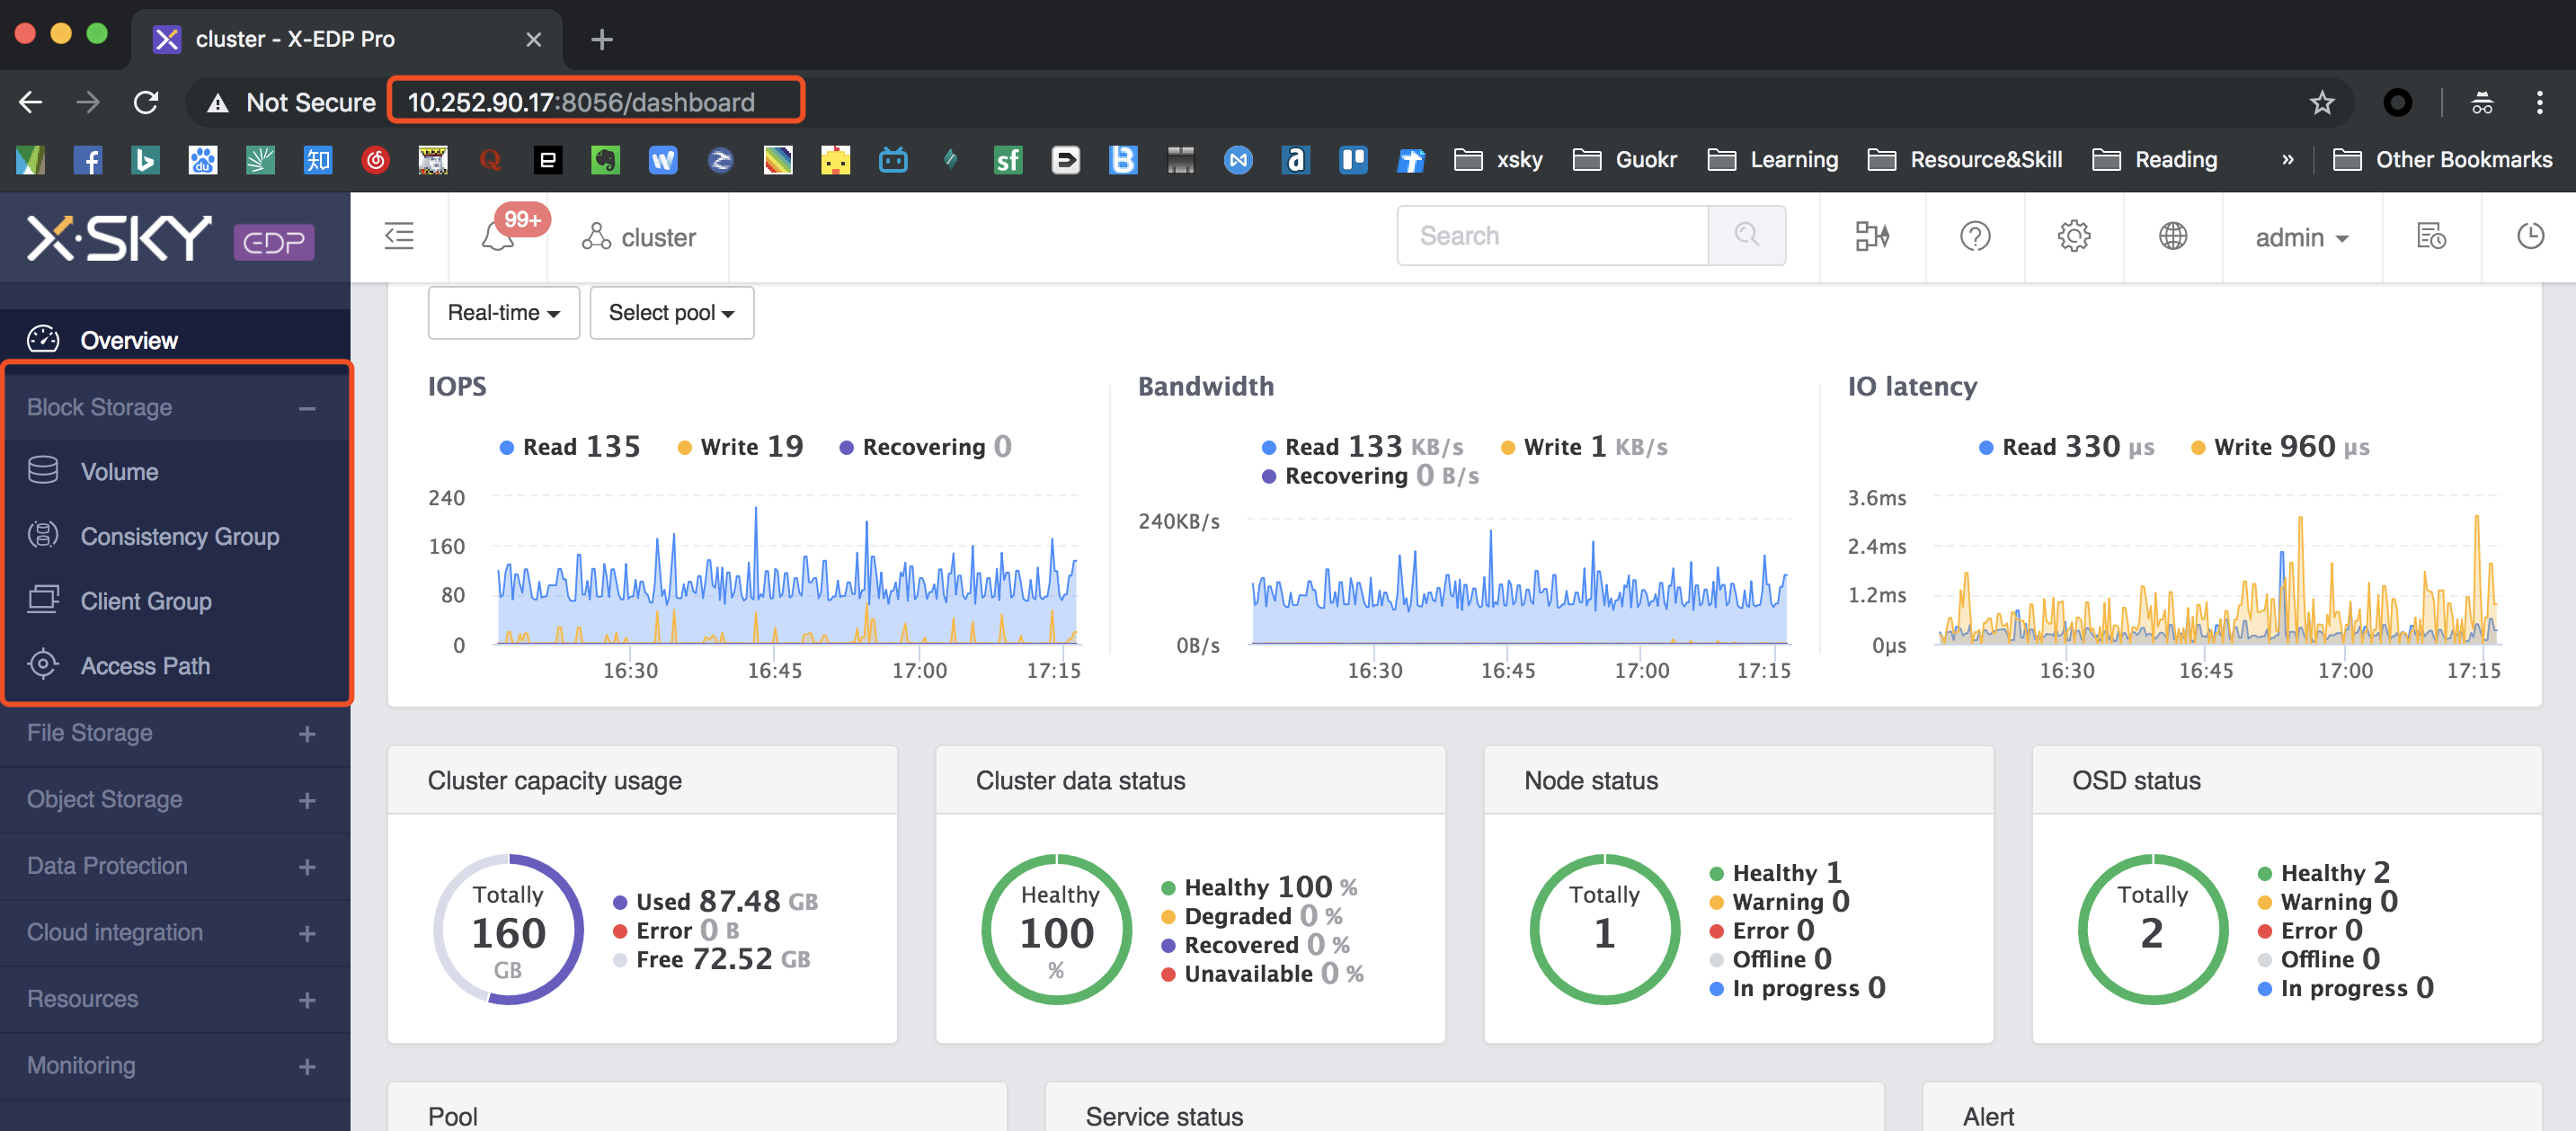 cluster - X-EDP Pro
Not Secure 10.252.90.17:8056/dashboard
xsky Guokr Learning Resource&Skill Reading » Other Bookmarks
X·SKY EDP 99+ cluster Search admin
Overview
Block Storage
Volume
Consistency Group
Client Group
Access Path
File Storage
Object Storage
Data Protection
Cloud integration
Resources
Monitoring
Real-time Select pool
IOPS
Read 135 Write 19 Recovering 0
240
160
80
0
16:30 16:45 17:00 17:15
Bandwidth
Read 133 KB/s Write 1 KB/s
Recovering 0 B/s
240KB/s
0B/s
16:30 16:45 17:00 17:15
IO latency
Read 330 µs Write 960 µs
3.6ms
2.4ms
1.2ms
0µs
16:30 16:45 17:00 17:15
Cluster capacity usage
Totally
160
GB
Used 87.48 GB
Error 0 B
Free 72.52 GB
Cluster data status
Healthy
100
%
Healthy 100 %
Degraded 0 %
Recovered 0 %
Unavailable 0 %
Node status
Totally
1
Healthy 1
Warning 0
Error 0
Offline 0
In progress 0
OSD status
Totally
2
Healthy 2
Warning 0
Error 0
Offline 0
In progress 0
Pool
Service status
Alert